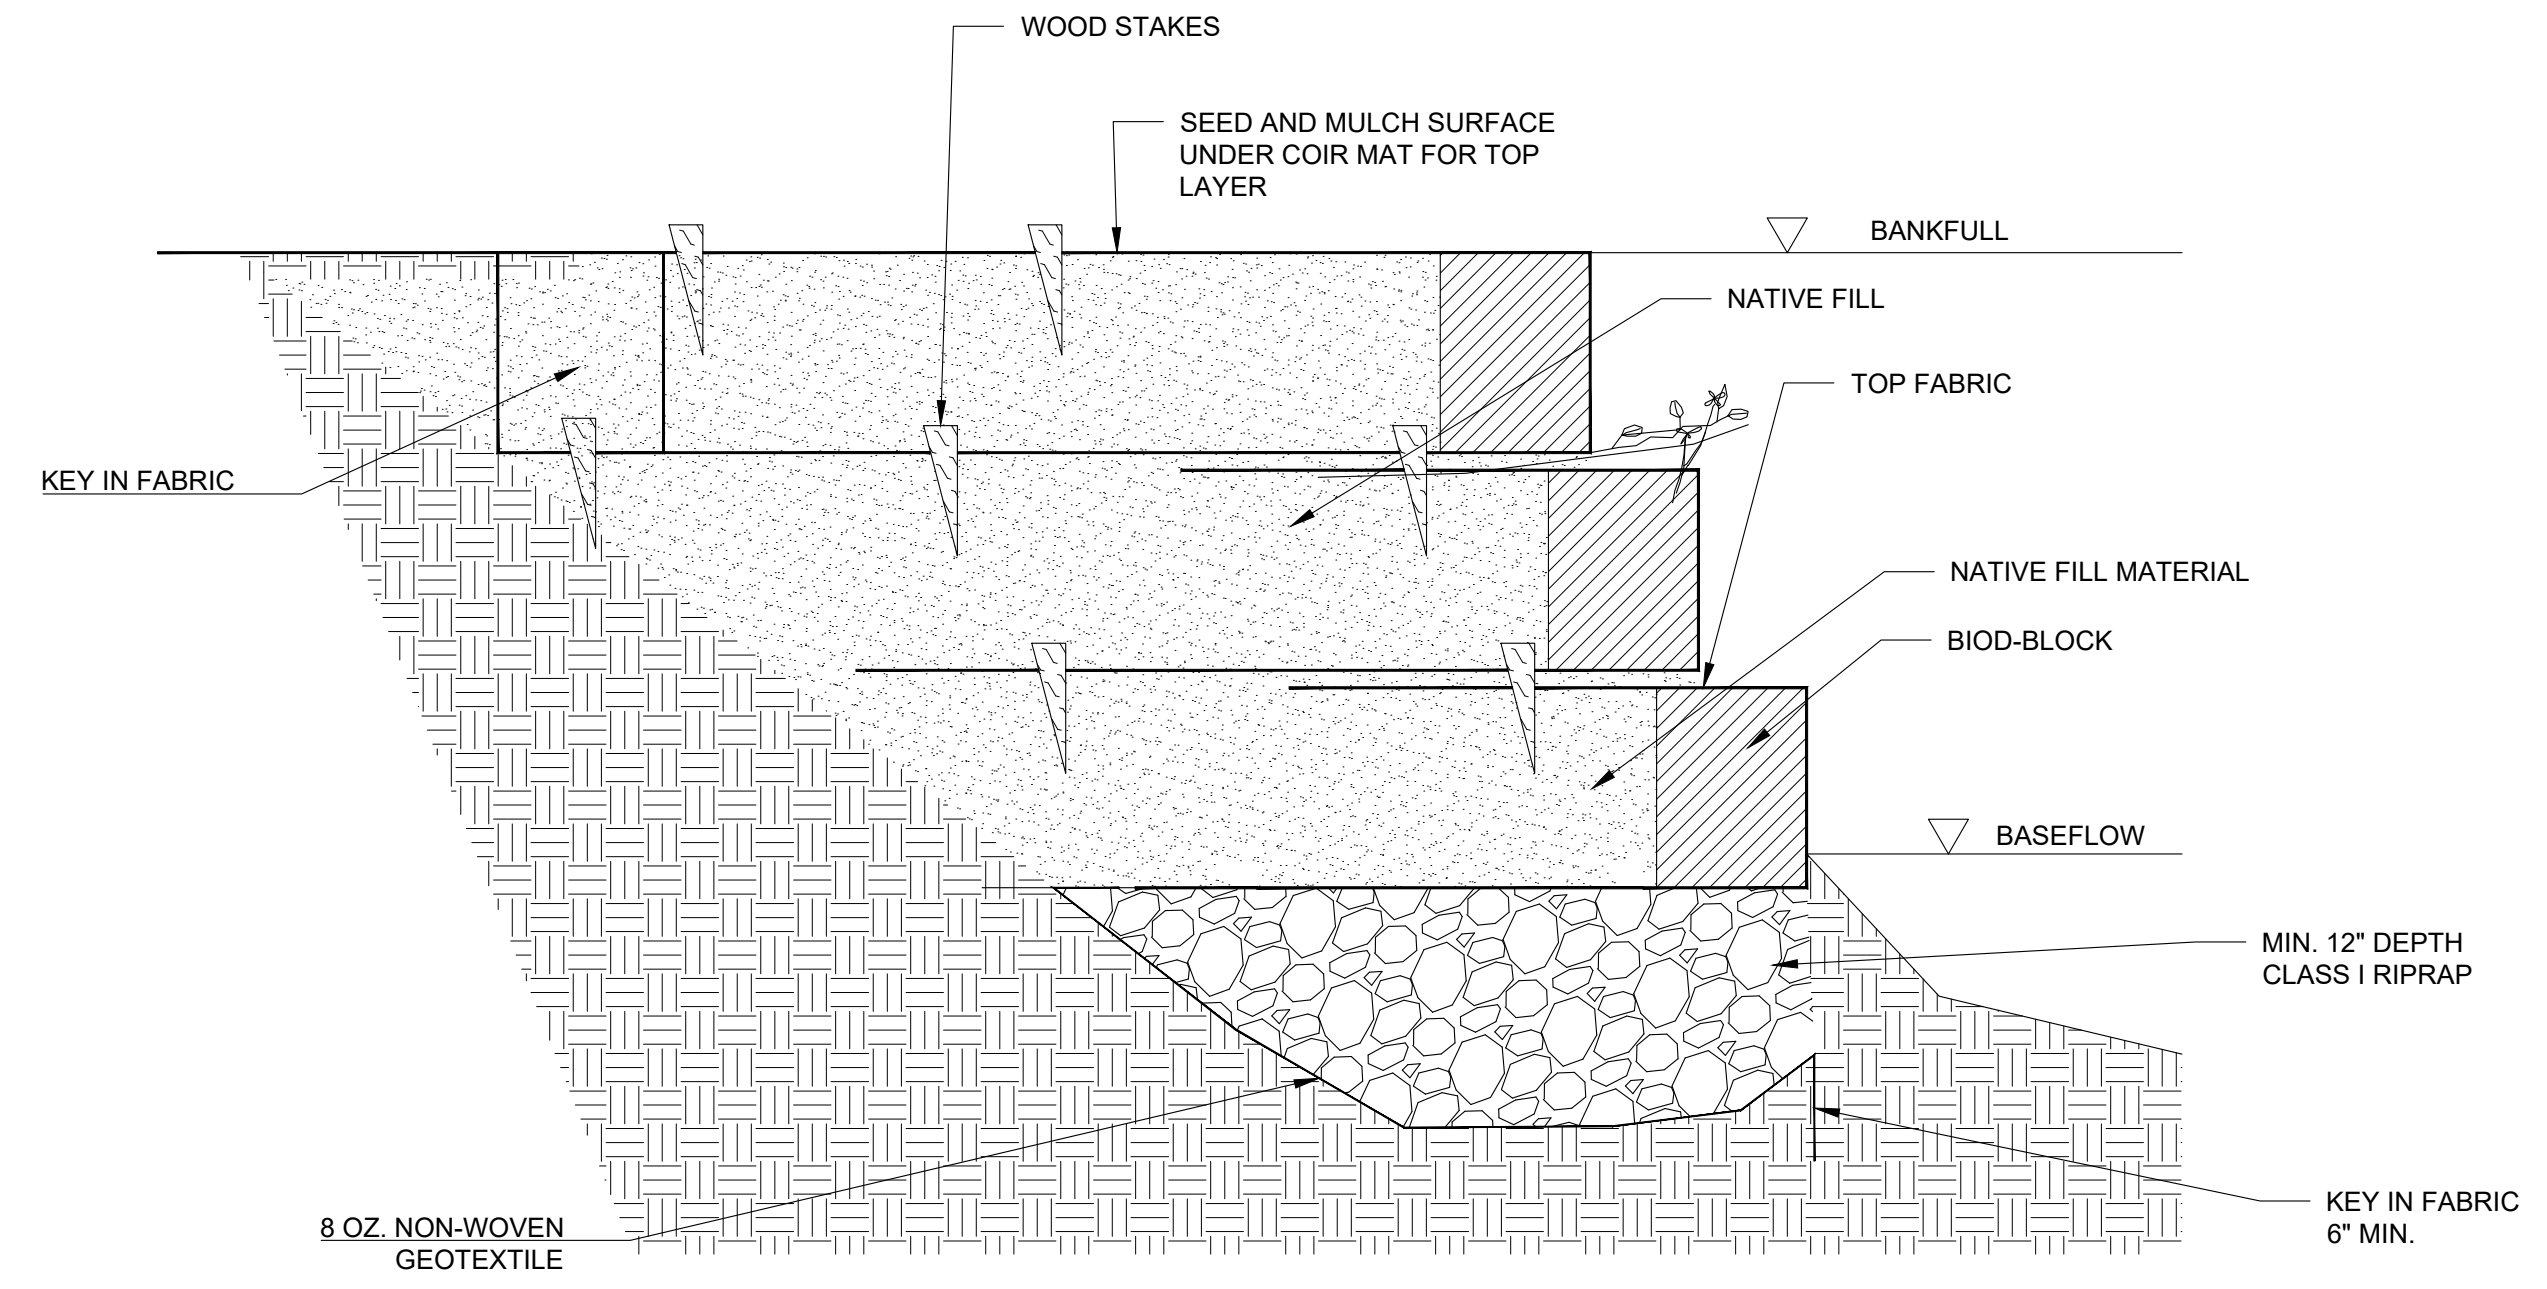 WOOD STAKES
SEED AND MULCH SURFACE
UNDER COIR MAT FOR TOP
LAYER
BANKFULL
NATIVE FILL
TOP FABRIC
KEY IN FABRIC
NATIVE FILL MATERIAL
BIOD-BLOCK
BASEFLOW
MIN. 12" DEPTH
CLASS I RIPRAP
KEY IN FABRIC
6" MIN.
8 OZ. NON-WOVEN
GEOTEXTILE